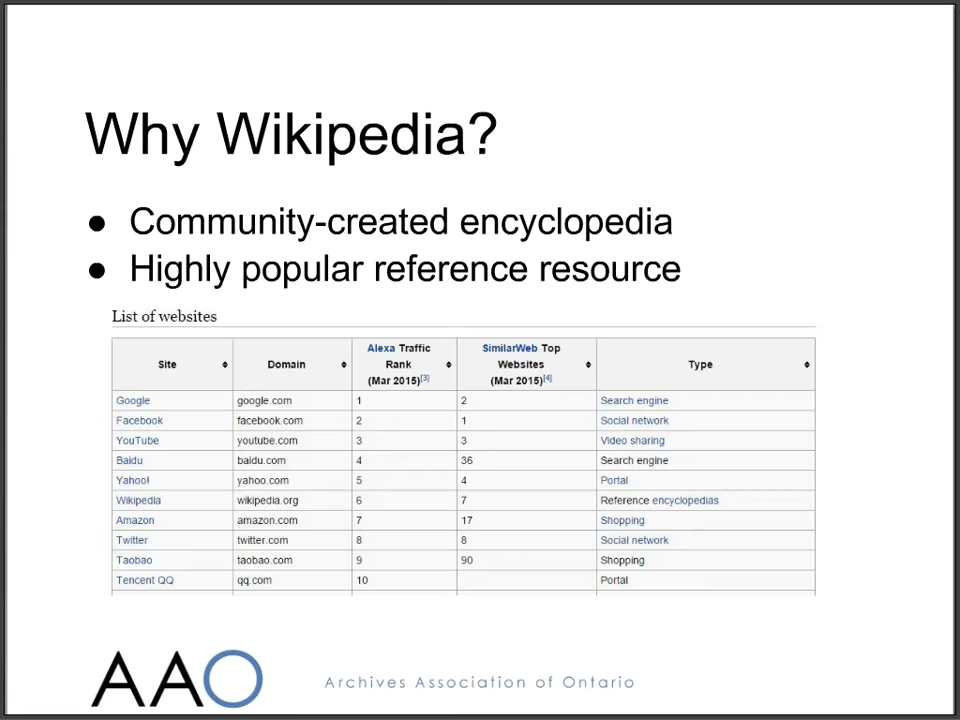 Why Wikipedia?
● Community-created encyclopedia
● Highly popular reference resource
List of websites
Site Domain Alexa Traffic Rank (Mar 2015)[3] SimilarWeb Top Websites (Mar 2015)[4] Type
Google google.com 1 2 Search engine
Facebook facebook.com 2 1 Social network
YouTube youtube.com 3 3 Video sharing
Baidu baidu.com 4 36 Search engine
Yahoo! yahoo.com 5 4 Portal
Wikipedia wikipedia.org 6 7 Reference encyclopedias
Amazon amazon.com 7 17 Shopping
Twitter twitter.com 8 8 Social network
Taobao taobao.com 9 90 Shopping
Tencent QQ qq.com 10 Portal
AAO Archives Association of Ontario